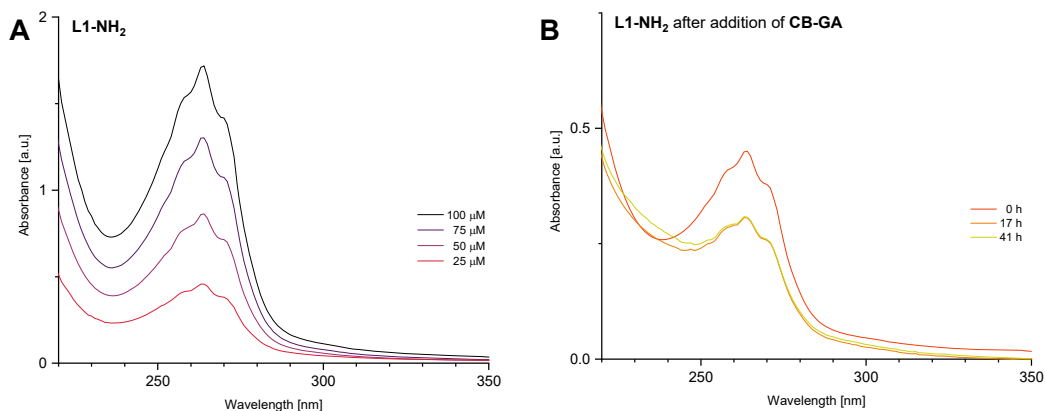 A
L1-NH₂
2
1
0
Absorbance [a.u.]
100 μM
75 μM
50 μM
25 μM
250
300
350
Wavelength [nm]
B
L1-NH₂ after addition of CB-GA
0.5
0.0
Absorbance [a.u.]
0 h
17 h
41 h
250
300
350
Wavelength [nm]